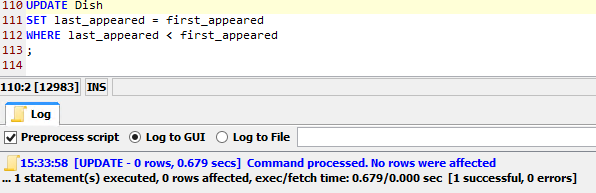 110 UPDATE Dish
111 SET last_appeared = first_appeared
112 WHERE last_appeared < first_appeared
113 ;
114
110:2 [12983] INS
Log
Preprocess script Log to GUI Log to File
15:33:58 [UPDATE - 0 rows, 0.679 secs] Command processed. No rows were affected
... 1 statement(s) executed, 0 rows affected, exec/fetch time: 0.679/0.000 sec [1 successful, 0 errors]